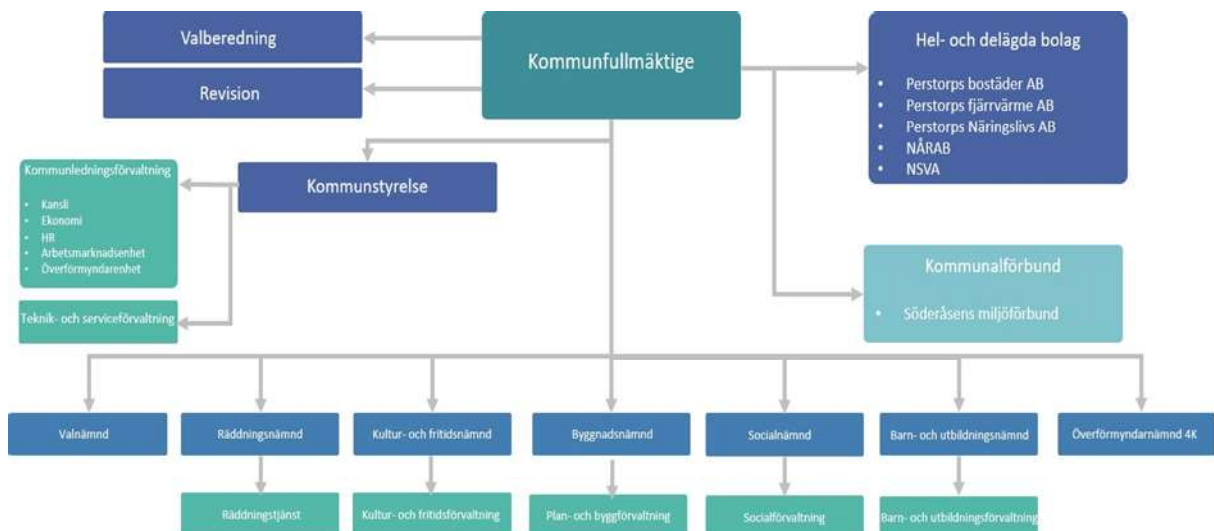 Valberedning
Revision
Kommunfullmäktige
Hel- och delägda bolag
• Perstorps bostäder AB
• Perstorps fjärrvärme AB
• Perstorps Näringslivs AB
• NÅRAB
• NSVA
Kommunledningsförvaltning
• Kansli
• Ekonomi
• HR
• Arbetsmarknadsenhet
• Överförmyndarenhet
Kommunstyrelse
Teknik- och serviceförvaltning
Kommunalförbund
• Söderåsens miljöförbund
Valnämnd
Räddningsnämnd
Kultur- och fritidsnämnd
Byggnadsnämnd
Socialnämnd
Barn- och utbildningsnämnd
Överförmyndarnämnd 4K
Räddningstjänst
Kultur- och fritidsförvaltning
Plan- och byggförvaltning
Socialförvaltning
Barn- och utbildningsförvaltning